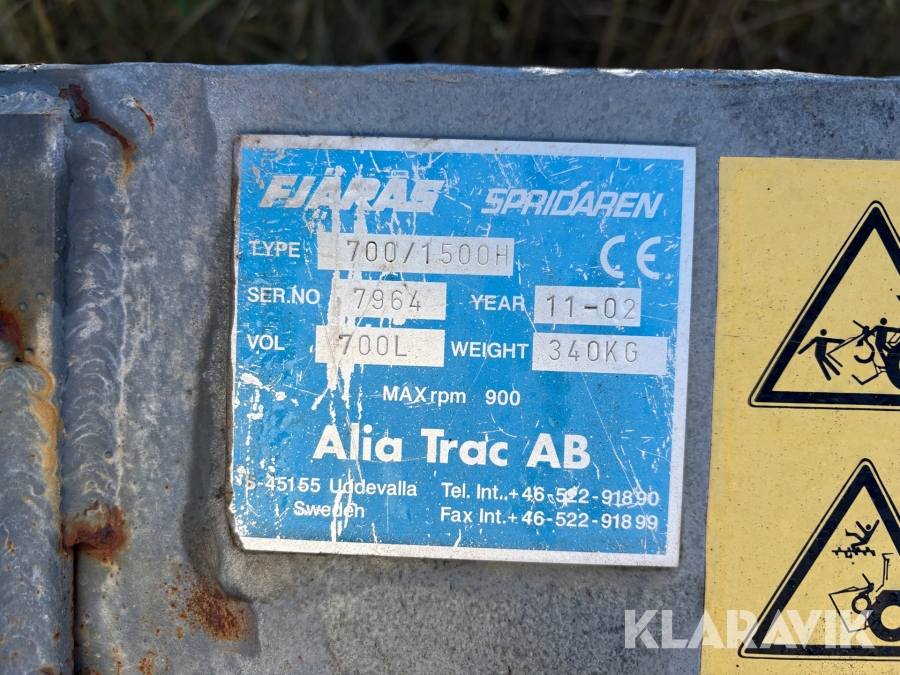 FJÄRÅS SPRIDAREN
TYPE 700/1500H CE
SER.NO 7964 YEAR 11-02
VOL 700L WEIGHT 340KG
MAX rpm 900
Alia Trac AB
S-45155 Uddevalla Tel. Int..+46-522-91890
Sweden Fax Int.+46-522-91899
KLARAVIK